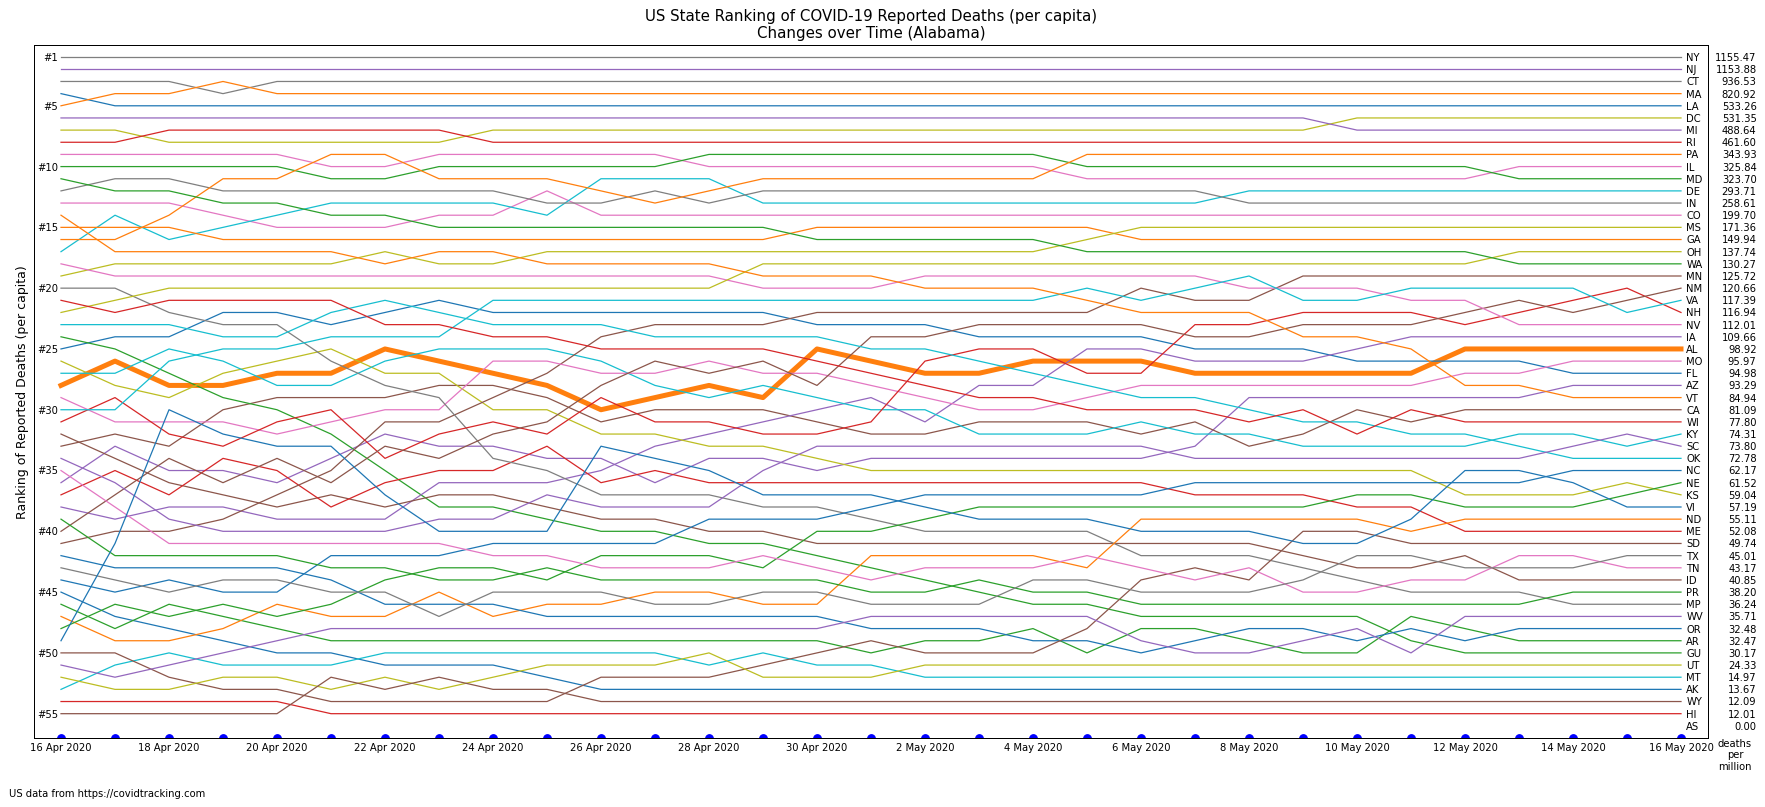 US State Ranking of COVID-19 Reported Deaths (per capita)
Changes over Time (Alabama)
Ranking of Reported Deaths (per capita)
#1 NY 1155.47
NJ 1153.88
CT 936.53
MA 820.92
#5 LA 533.26
DC 531.35
MI 488.64
RI 461.60
PA 343.93
#10 IL 325.84
MD 323.70
DE 293.71
IN 258.61
CO 199.70
#15 MS 171.36
GA 149.94
OH 137.74
WA 130.27
MN 125.72
#20 NM 120.66
VA 117.39
NH 116.94
NV 112.01
IA 109.66
#25 AL 98.92
MO 95.97
FL 94.98
AZ 93.29
VT 84.94
#30 CA 81.09
WI 77.80
KY 74.31
SC 73.80
OK 72.78
#35 NC 62.17
NE 61.52
KS 59.04
VI 57.19
ND 55.11
#40 ME 52.08
SD 49.74
TX 45.01
TN 43.17
ID 40.85
#45 PR 38.20
MP 36.24
WV 35.71
OR 32.48
AR 32.47
#50 GU 30.17
UT 24.33
MT 14.97
AK 13.67
WY 12.09
#55 HI 12.01
AS 0.00
16 Apr 2020 18 Apr 2020 20 Apr 2020 22 Apr 2020 24 Apr 2020 26 Apr 2020 28 Apr 2020 30 Apr 2020 2 May 2020 4 May 2020 6 May 2020 8 May 2020 10 May 2020 12 May 2020 14 May 2020 16 May 2020
deaths
per
million
US data from https://covidtracking.com